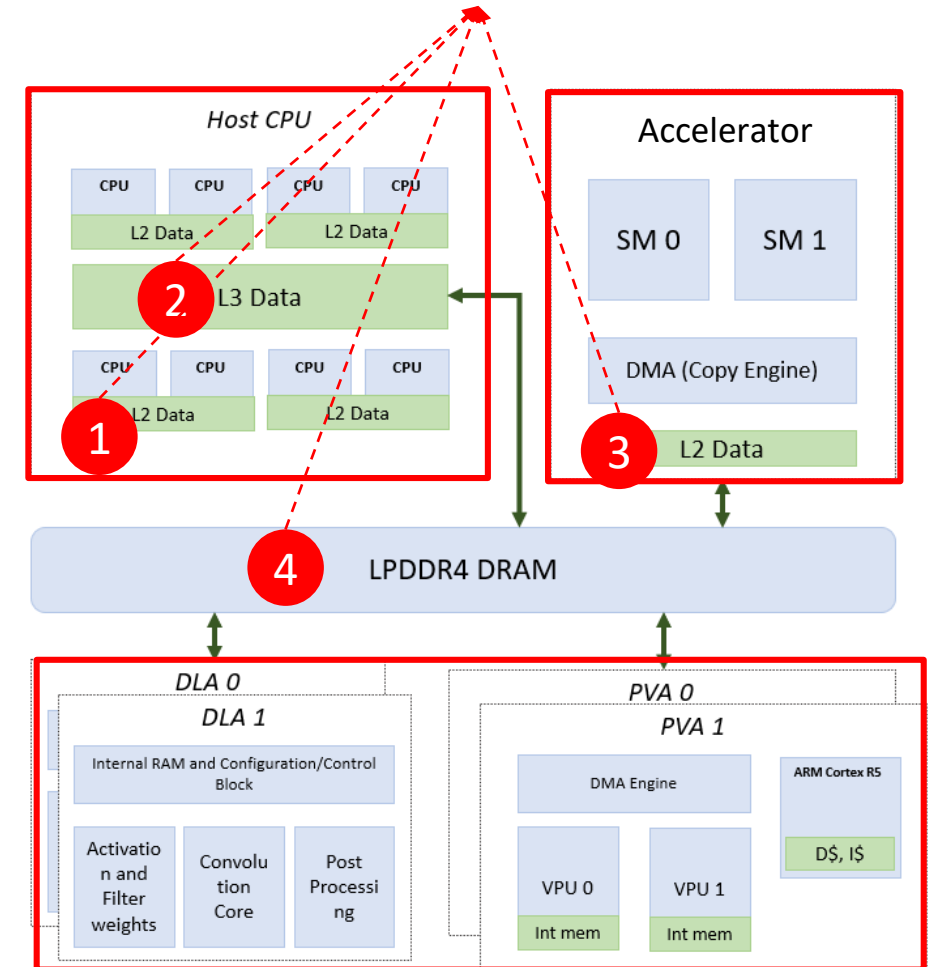 Host CPU
CPU
CPU
CPU
CPU
L2 Data
L2 Data
2
L3 Data
CPU
CPU
CPU
CPU
L2 Data
L2 Data
1
Accelerator
SM 0
SM 1
DMA (Copy Engine)
3
L2 Data
4
LPDDR4 DRAM
DLA 0
DLA 1
Internal RAM and Configuration/Control
Block
Activatio
n and
Filter
weights
Convolu
tion
Core
Post
Processi
ng
PVA 0
PVA 1
DMA Engine
ARM Cortex R5
D$, I$
VPU 0
Int mem
VPU 1
Int mem